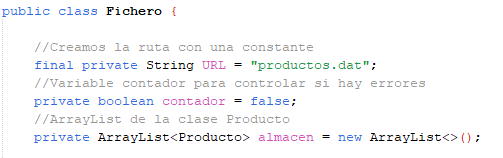 public class Fichero {
//Creamos la ruta con una constante
final private String URL = "productos.dat";
//Variable contador para controlar si hay errores
private boolean contador = false;
//ArrayList de la clase Producto
private ArrayList<Producto> almacen = new ArrayList<>();